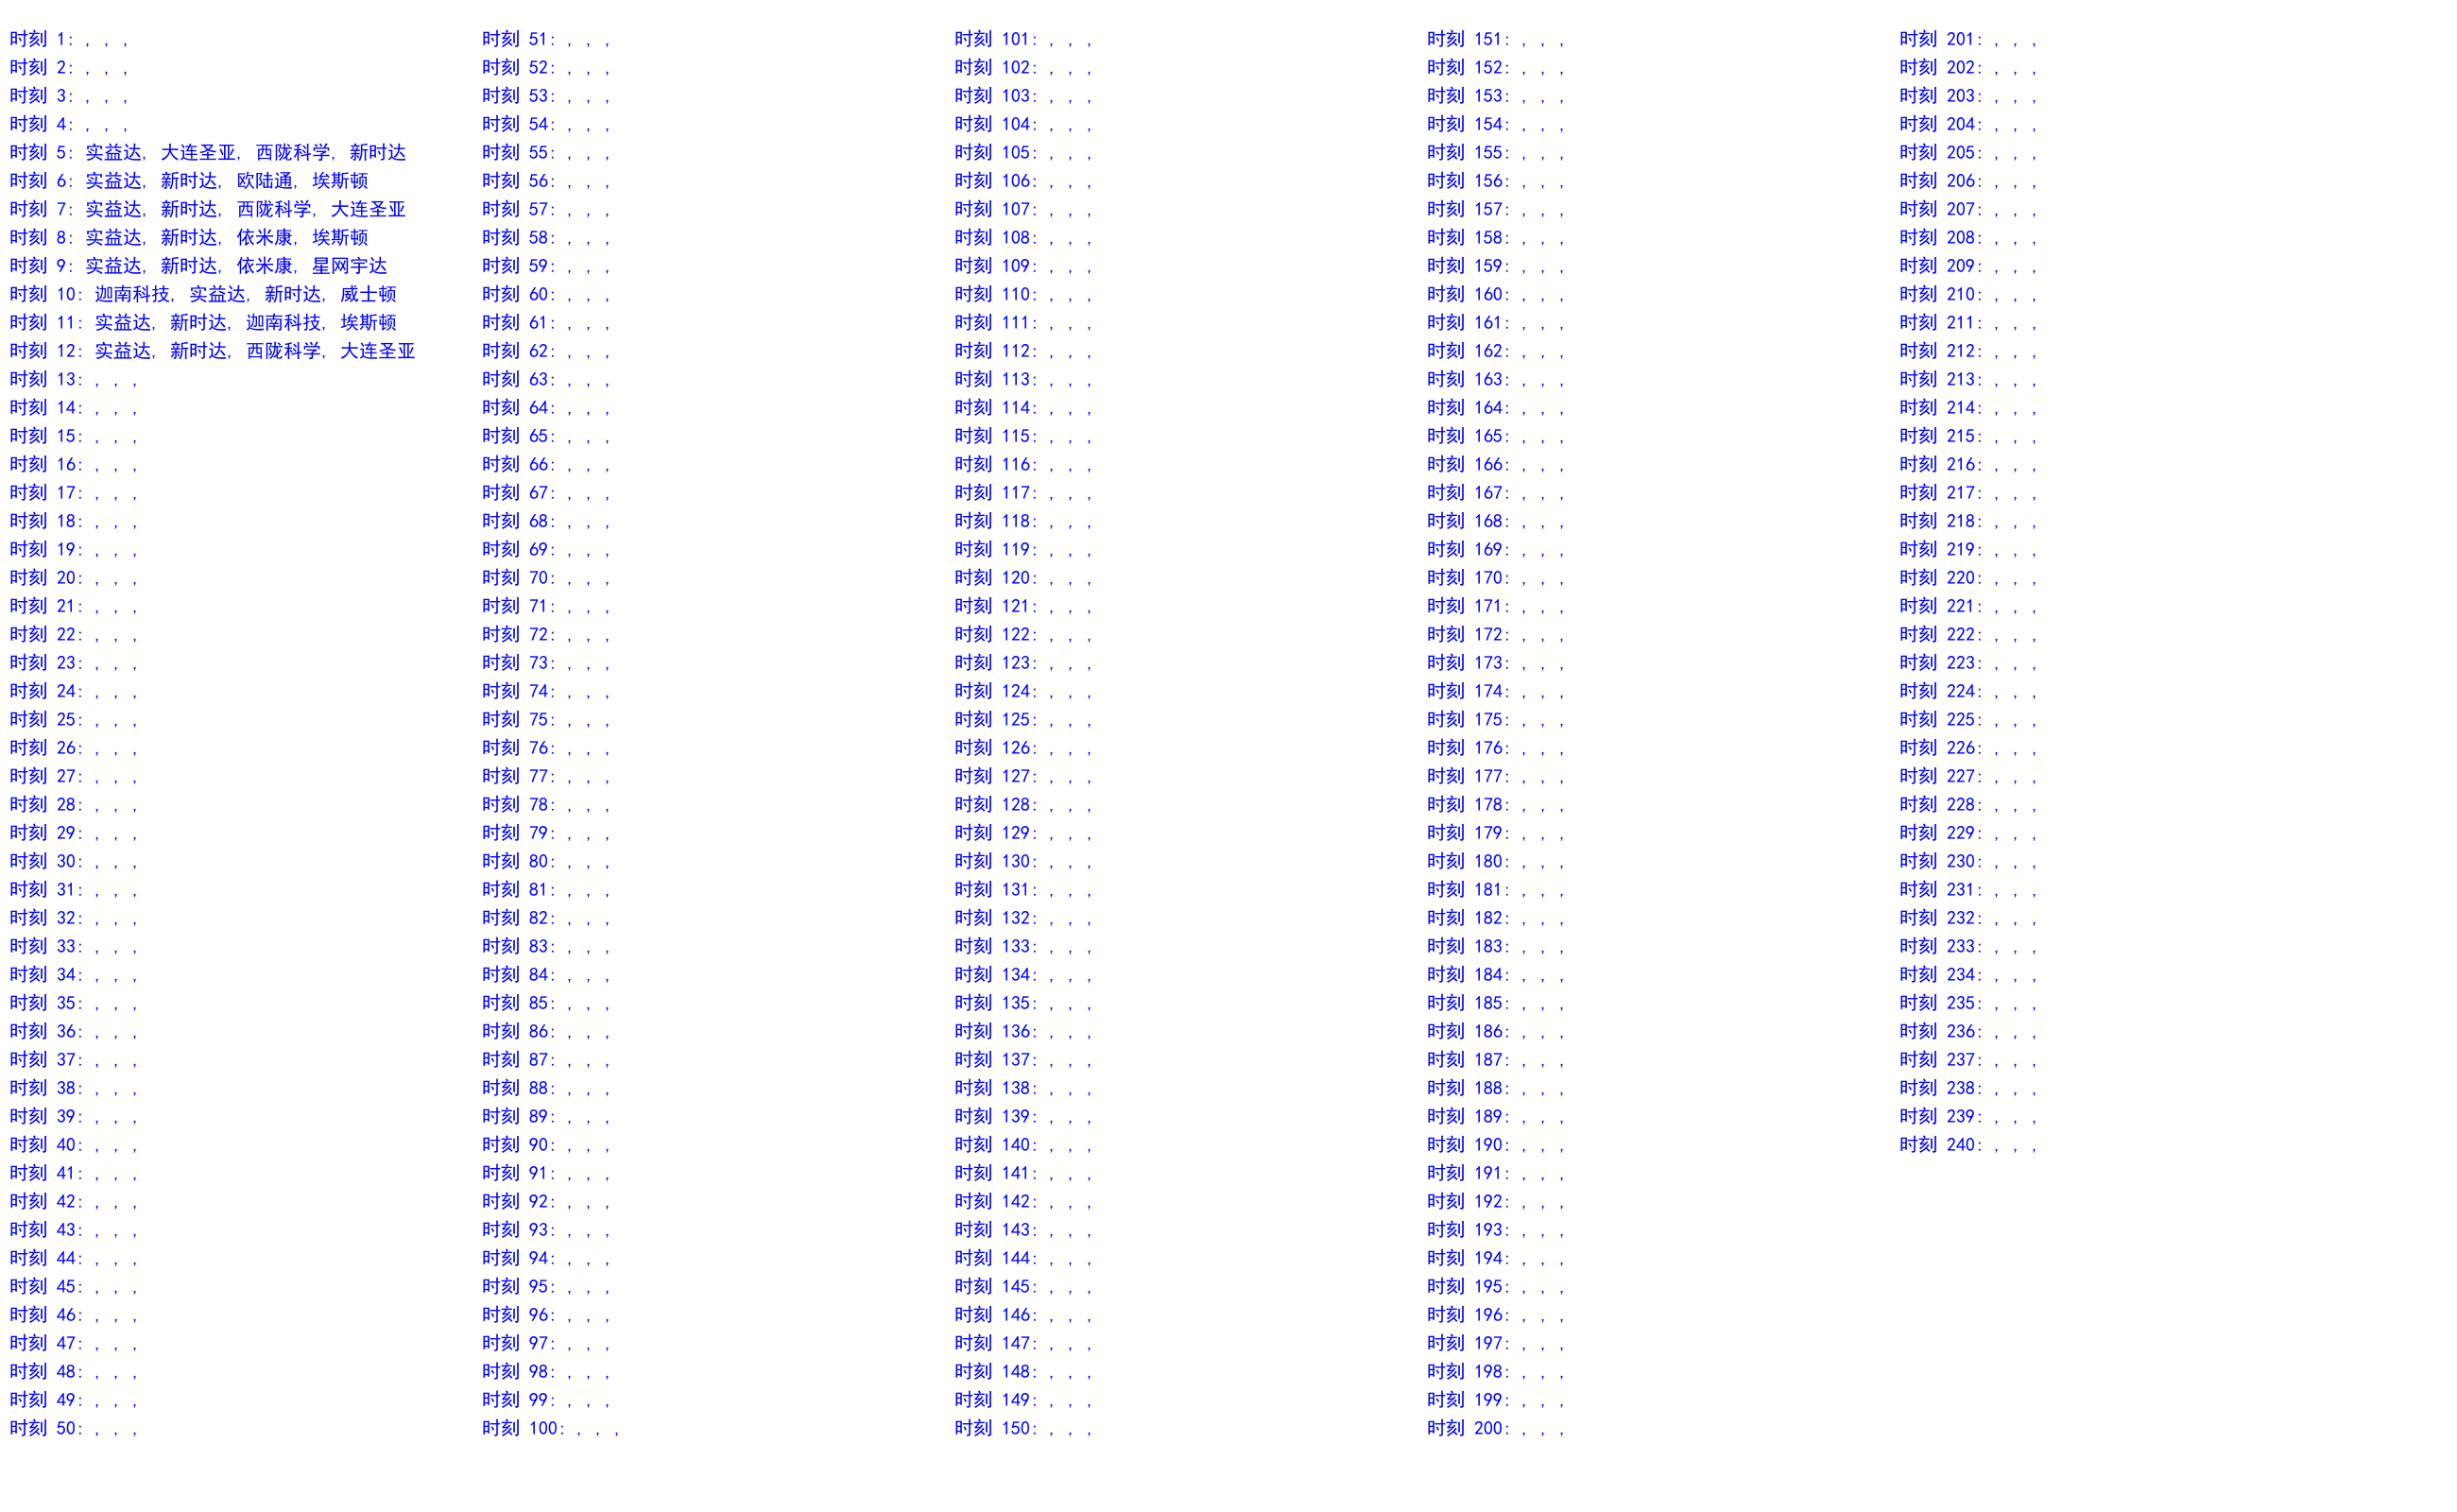 时刻 1: , , ,
时刻 2: , , ,
时刻 3: , , ,
时刻 4: , , ,
时刻 5: 实益达, 大连圣亚, 西陇科学, 新时达
时刻 6: 实益达, 新时达, 欧陆通, 埃斯顿
时刻 7: 实益达, 新时达, 西陇科学, 大连圣亚
时刻 8: 实益达, 新时达, 依米康, 埃斯顿
时刻 9: 实益达, 新时达, 依米康, 星网宇达
时刻 10: 迦南科技, 实益达, 新时达, 威士顿
时刻 11: 实益达, 新时达, 迦南科技, 埃斯顿
时刻 12: 实益达, 新时达, 西陇科学, 大连圣亚
时刻 13: , , ,
时刻 14: , , ,
时刻 15: , , ,
时刻 16: , , ,
时刻 17: , , ,
时刻 18: , , ,
时刻 19: , , ,
时刻 20: , , ,
时刻 21: , , ,
时刻 22: , , ,
时刻 23: , , ,
时刻 24: , , ,
时刻 25: , , ,
时刻 26: , , ,
时刻 27: , , ,
时刻 28: , , ,
时刻 29: , , ,
时刻 30: , , ,
时刻 31: , , ,
时刻 32: , , ,
时刻 33: , , ,
时刻 34: , , ,
时刻 35: , , ,
时刻 36: , , ,
时刻 37: , , ,
时刻 38: , , ,
时刻 39: , , ,
时刻 40: , , ,
时刻 41: , , ,
时刻 42: , , ,
时刻 43: , , ,
时刻 44: , , ,
时刻 45: , , ,
时刻 46: , , ,
时刻 47: , , ,
时刻 48: , , ,
时刻 49: , , ,
时刻 50: , , ,
时刻 51: , , ,
时刻 52: , , ,
时刻 53: , , ,
时刻 54: , , ,
时刻 55: , , ,
时刻 56: , , ,
时刻 57: , , ,
时刻 58: , , ,
时刻 59: , , ,
时刻 60: , , ,
时刻 61: , , ,
时刻 62: , , ,
时刻 63: , , ,
时刻 64: , , ,
时刻 65: , , ,
时刻 66: , , ,
时刻 67: , , ,
时刻 68: , , ,
时刻 69: , , ,
时刻 70: , , ,
时刻 71: , , ,
时刻 72: , , ,
时刻 73: , , ,
时刻 74: , , ,
时刻 75: , , ,
时刻 76: , , ,
时刻 77: , , ,
时刻 78: , , ,
时刻 79: , , ,
时刻 80: , , ,
时刻 81: , , ,
时刻 82: , , ,
时刻 83: , , ,
时刻 84: , , ,
时刻 85: , , ,
时刻 86: , , ,
时刻 87: , , ,
时刻 88: , , ,
时刻 89: , , ,
时刻 90: , , ,
时刻 91: , , ,
时刻 92: , , ,
时刻 93: , , ,
时刻 94: , , ,
时刻 95: , , ,
时刻 96: , , ,
时刻 97: , , ,
时刻 98: , , ,
时刻 99: , , ,
时刻 100: , , ,
时刻 101: , , ,
时刻 102: , , ,
时刻 103: , , ,
时刻 104: , , ,
时刻 105: , , ,
时刻 106: , , ,
时刻 107: , , ,
时刻 108: , , ,
时刻 109: , , ,
时刻 110: , , ,
时刻 111: , , ,
时刻 112: , , ,
时刻 113: , , ,
时刻 114: , , ,
时刻 115: , , ,
时刻 116: , , ,
时刻 117: , , ,
时刻 118: , , ,
时刻 119: , , ,
时刻 120: , , ,
时刻 121: , , ,
时刻 122: , , ,
时刻 123: , , ,
时刻 124: , , ,
时刻 125: , , ,
时刻 126: , , ,
时刻 127: , , ,
时刻 128: , , ,
时刻 129: , , ,
时刻 130: , , ,
时刻 131: , , ,
时刻 132: , , ,
时刻 133: , , ,
时刻 134: , , ,
时刻 135: , , ,
时刻 136: , , ,
时刻 137: , , ,
时刻 138: , , ,
时刻 139: , , ,
时刻 140: , , ,
时刻 141: , , ,
时刻 142: , , ,
时刻 143: , , ,
时刻 144: , , ,
时刻 145: , , ,
时刻 146: , , ,
时刻 147: , , ,
时刻 148: , , ,
时刻 149: , , ,
时刻 150: , , ,
时刻 151: , , ,
时刻 152: , , ,
时刻 153: , , ,
时刻 154: , , ,
时刻 155: , , ,
时刻 156: , , ,
时刻 157: , , ,
时刻 158: , , ,
时刻 159: , , ,
时刻 160: , , ,
时刻 161: , , ,
时刻 162: , , ,
时刻 163: , , ,
时刻 164: , , ,
时刻 165: , , ,
时刻 166: , , ,
时刻 167: , , ,
时刻 168: , , ,
时刻 169: , , ,
时刻 170: , , ,
时刻 171: , , ,
时刻 172: , , ,
时刻 173: , , ,
时刻 174: , , ,
时刻 175: , , ,
时刻 176: , , ,
时刻 177: , , ,
时刻 178: , , ,
时刻 179: , , ,
时刻 180: , , ,
时刻 181: , , ,
时刻 182: , , ,
时刻 183: , , ,
时刻 184: , , ,
时刻 185: , , ,
时刻 186: , , ,
时刻 187: , , ,
时刻 188: , , ,
时刻 189: , , ,
时刻 190: , , ,
时刻 191: , , ,
时刻 192: , , ,
时刻 193: , , ,
时刻 194: , , ,
时刻 195: , , ,
时刻 196: , , ,
时刻 197: , , ,
时刻 198: , , ,
时刻 199: , , ,
时刻 200: , , ,
时刻 201: , , ,
时刻 202: , , ,
时刻 203: , , ,
时刻 204: , , ,
时刻 205: , , ,
时刻 206: , , ,
时刻 207: , , ,
时刻 208: , , ,
时刻 209: , , ,
时刻 210: , , ,
时刻 211: , , ,
时刻 212: , , ,
时刻 213: , , ,
时刻 214: , , ,
时刻 215: , , ,
时刻 216: , , ,
时刻 217: , , ,
时刻 218: , , ,
时刻 219: , , ,
时刻 220: , , ,
时刻 221: , , ,
时刻 222: , , ,
时刻 223: , , ,
时刻 224: , , ,
时刻 225: , , ,
时刻 226: , , ,
时刻 227: , , ,
时刻 228: , , ,
时刻 229: , , ,
时刻 230: , , ,
时刻 231: , , ,
时刻 232: , , ,
时刻 233: , , ,
时刻 234: , , ,
时刻 235: , , ,
时刻 236: , , ,
时刻 237: , , ,
时刻 238: , , ,
时刻 239: , , ,
时刻 240: , , ,